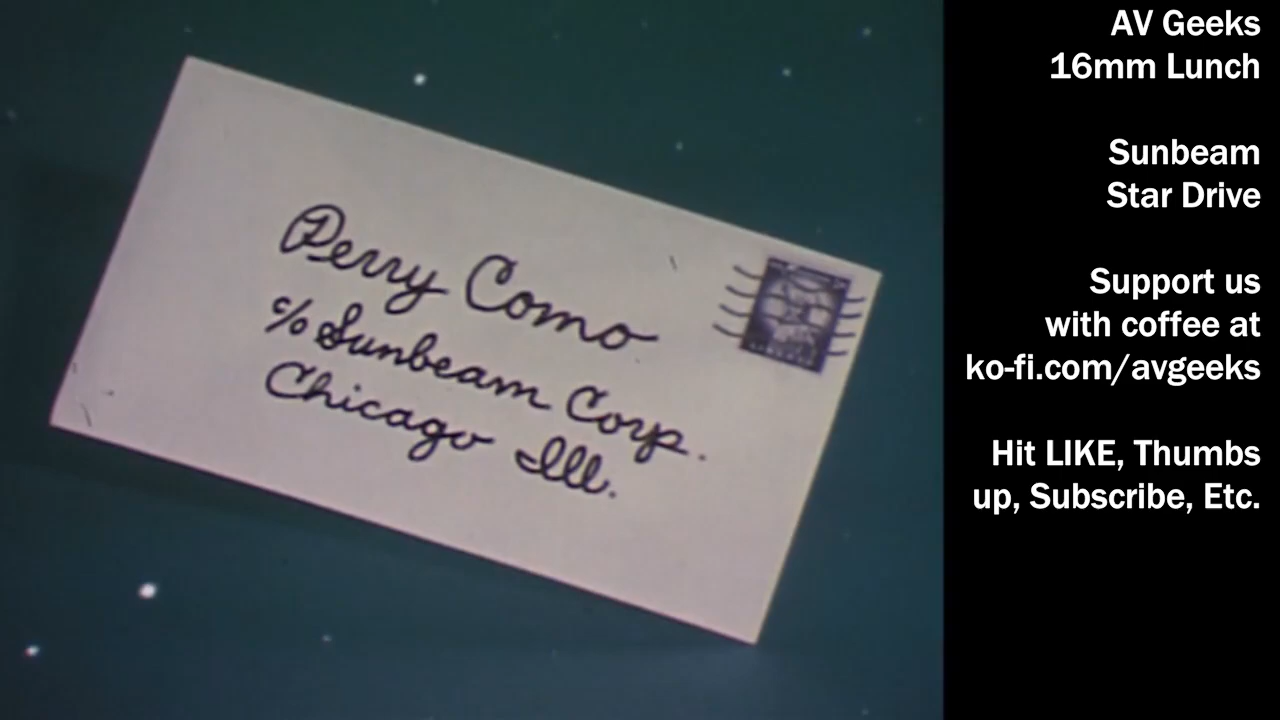 Perry Como
c/o Sunbeam Corp.
Chicago Ill.
AV Geeks
16mm Lunch
Sunbeam
Star Drive
Support us
with coffee at
ko-fi.com/avgeeks
Hit LIKE, Thumbs
up, Subscribe, Etc.